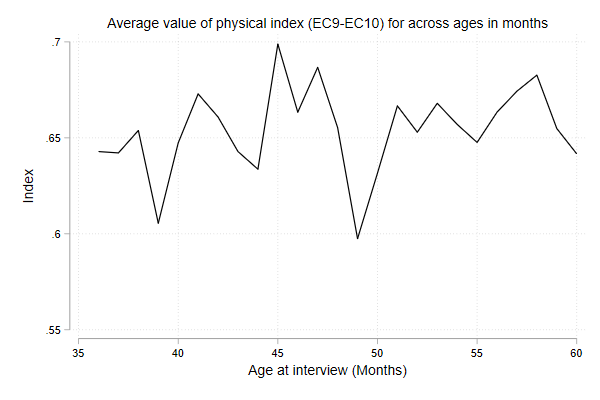 Average value of physical index (EC9-EC10) for across ages in months
.7
.65
.6
.55
Index
35 40 45 50 55 60
Age at interview (Months)